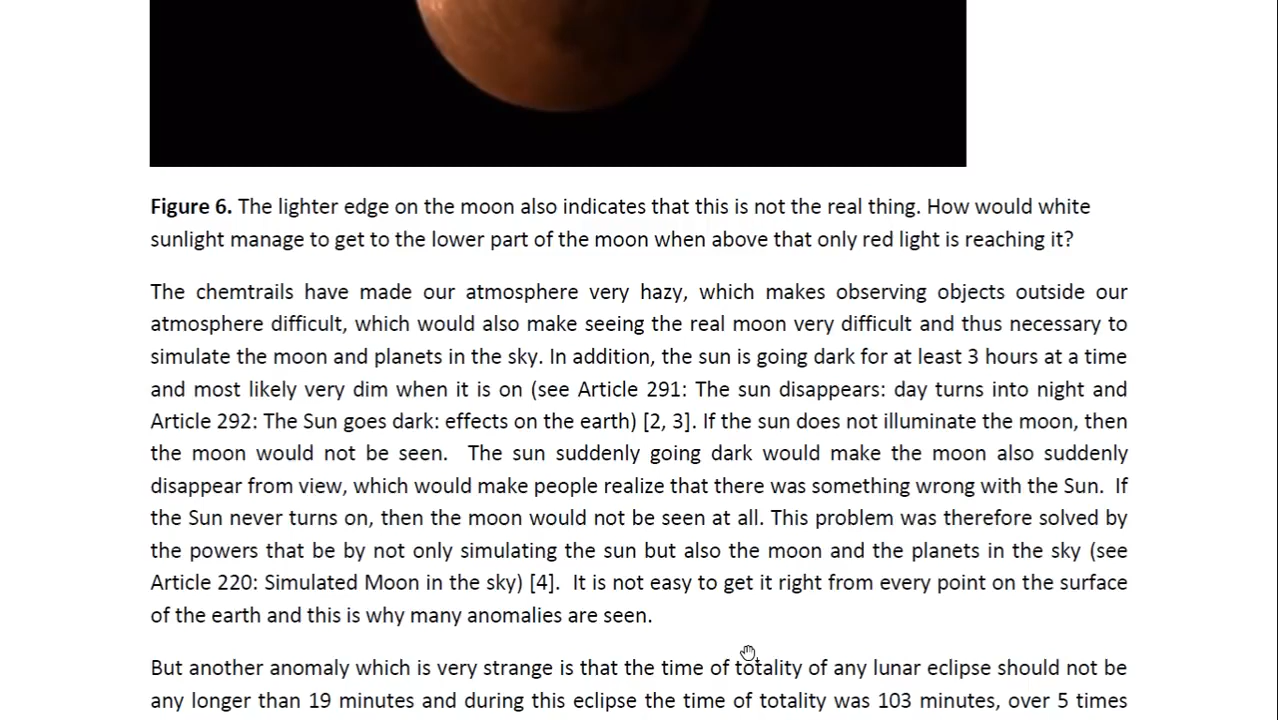 Figure 6. The lighter edge on the moon also indicates that this is not the real thing. How would white
sunlight manage to get to the lower part of the moon when above that only red light is reaching it?
The chemtrails have made our atmosphere very hazy, which makes observing objects outside our
atmosphere difficult, which would also make seeing the real moon very difficult and thus necessary to
simulate the moon and planets in the sky. In addition, the sun is going dark for at least 3 hours at a time
and most likely very dim when it is on (see Article 291: The sun disappears: day turns into night and
Article 292: The Sun goes dark: effects on the earth) [2, 3]. If the sun does not illuminate the moon, then
the moon would not be seen. The sun suddenly going dark would make the moon also suddenly
disappear from view, which would make people realize that there was something wrong with the Sun. If
the Sun never turns on, then the moon would not be seen at all. This problem was therefore solved by
the powers that be by not only simulating the sun but also the moon and the planets in the sky (see
Article 220: Simulated Moon in the sky) [4]. It is not easy to get it right from every point on the surface
of the earth and this is why many anomalies are seen.
But another anomaly which is very strange is that the time of totality of any lunar eclipse should not be
any longer than 19 minutes and during this eclipse the time of totality was 103 minutes, over 5 times